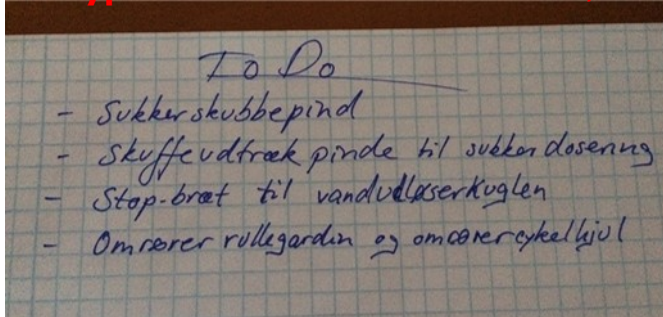 To Do
- Sukkerskubbepind
- Skuffeudtræk pinde til sukkerdosering
- Stop-bræt til vandudløserkuglen
- Omrører rullegardin og omrørercykelhjul